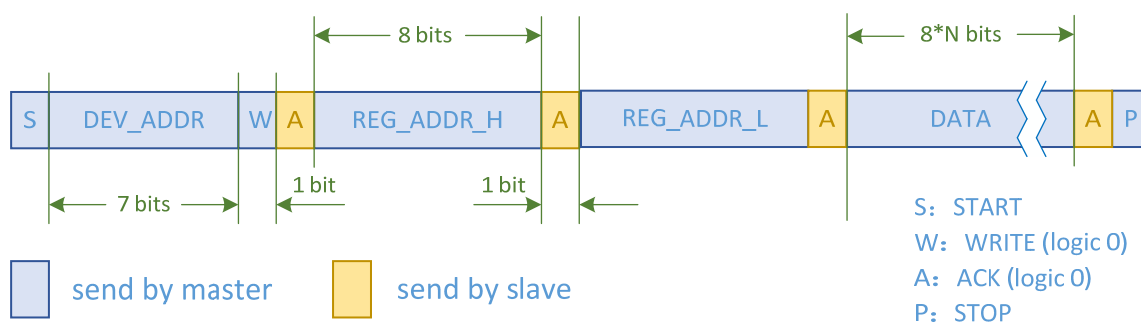 8 bits
8*N bits
S DEV_ADDR W A REG_ADDR_H A REG_ADDR_L A DATA A P
1 bit
1 bit
7 bits
S： START
W： WRITE (logic 0)
A： ACK (logic 0)
P： STOP
send by master
send by slave